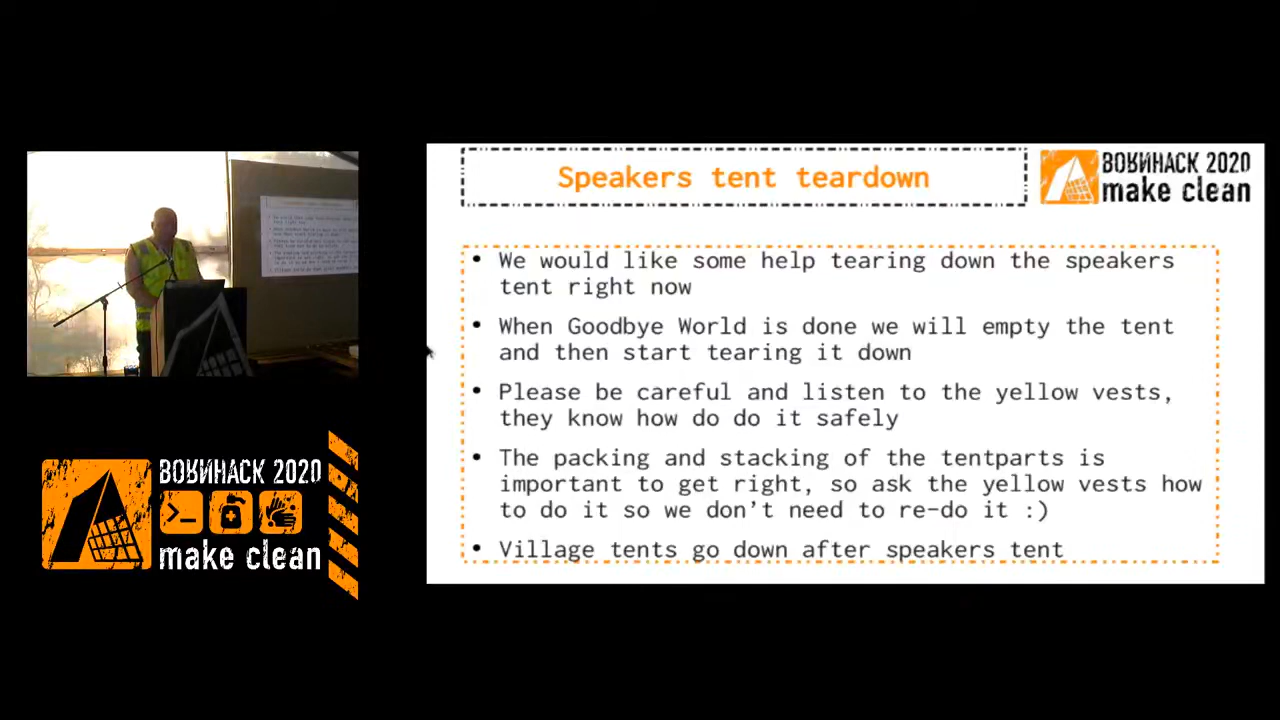 Speakers tent teardown
BORNHACK 2020
make clean
• We would like some help tearing down the speakers
tent right now
• When Goodbye World is done we will empty the tent
and then start tearing it down
• Please be careful and listen to the yellow vests,
they know how do do it safely
• The packing and stacking of the tentparts is
important to get right, so ask the yellow vests how
to do it so we don't need to re-do it :)
• Village tents go down after speakers tent
BORNHACK 2020
>_
make clean